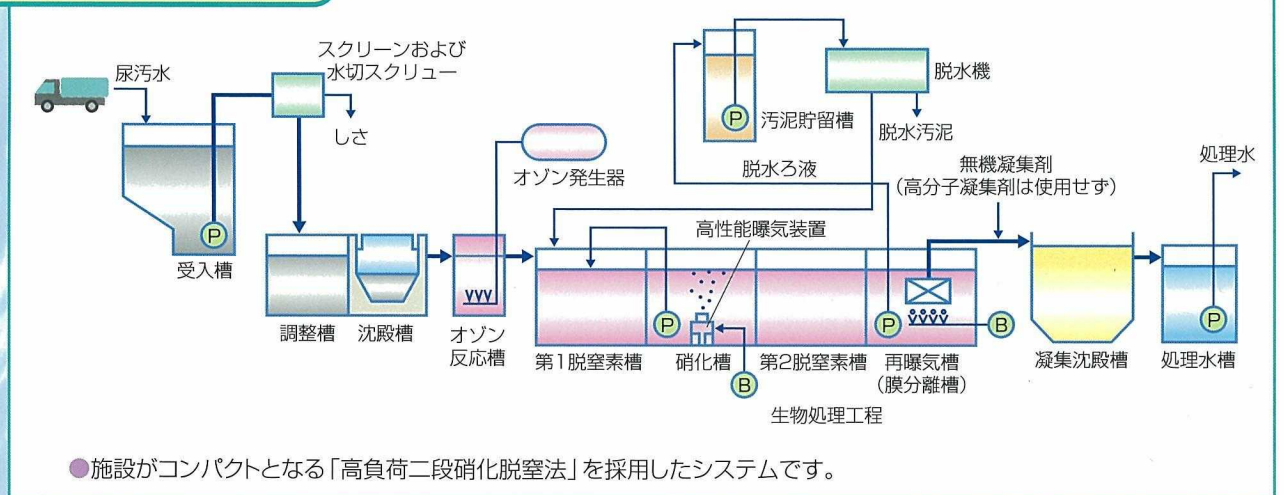 尿汚水
スクリーンおよび
水切スクリュー
しさ
P
受入槽
調整槽
沈殿槽
オゾン発生器
オゾン
反応槽
P
汚泥貯留槽
脱水機
脱水汚泥
脱水ろ液
高性能曝気装置
無機凝集剤
(高分子凝集剤は使用せず)
処理水
第1脱窒素槽
P
硝化槽
B
第2脱窒素槽
P
B
再曝気槽
(膜分離槽)
生物処理工程
凝集沈殿槽
P
処理水槽
●施設がコンパクトとなる「高負荷二段硝化脱窒法」を採用したシステムです。